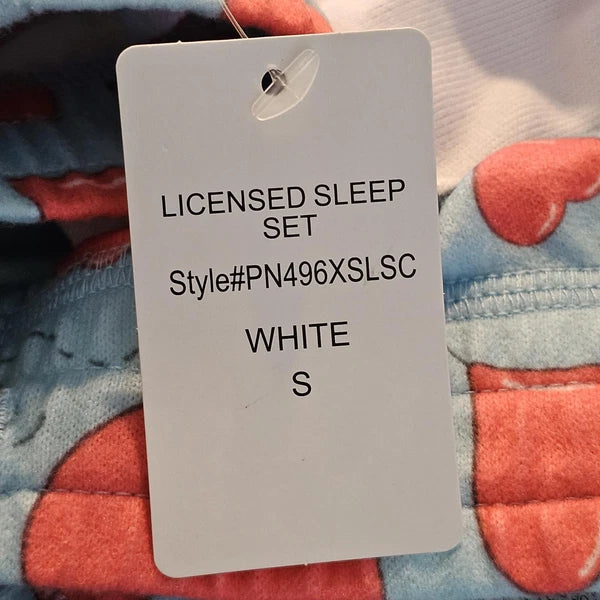 LICENSED SLEEP
SET
Style#PN496XSLSC
WHITE
S